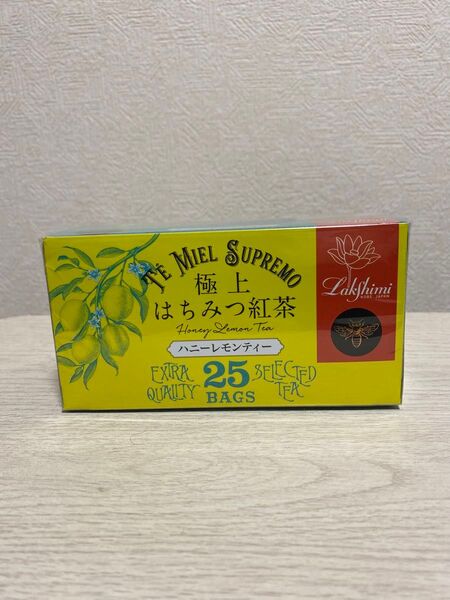 TÉ MIEL SUPREMO
極上
はちみつ紅茶
Honey Lemon Tea
ハニーレモンティー
EXTRA QUALITY
25 BAGS
SELECTED TEA
Lakshimi
KOBE, JAPAN